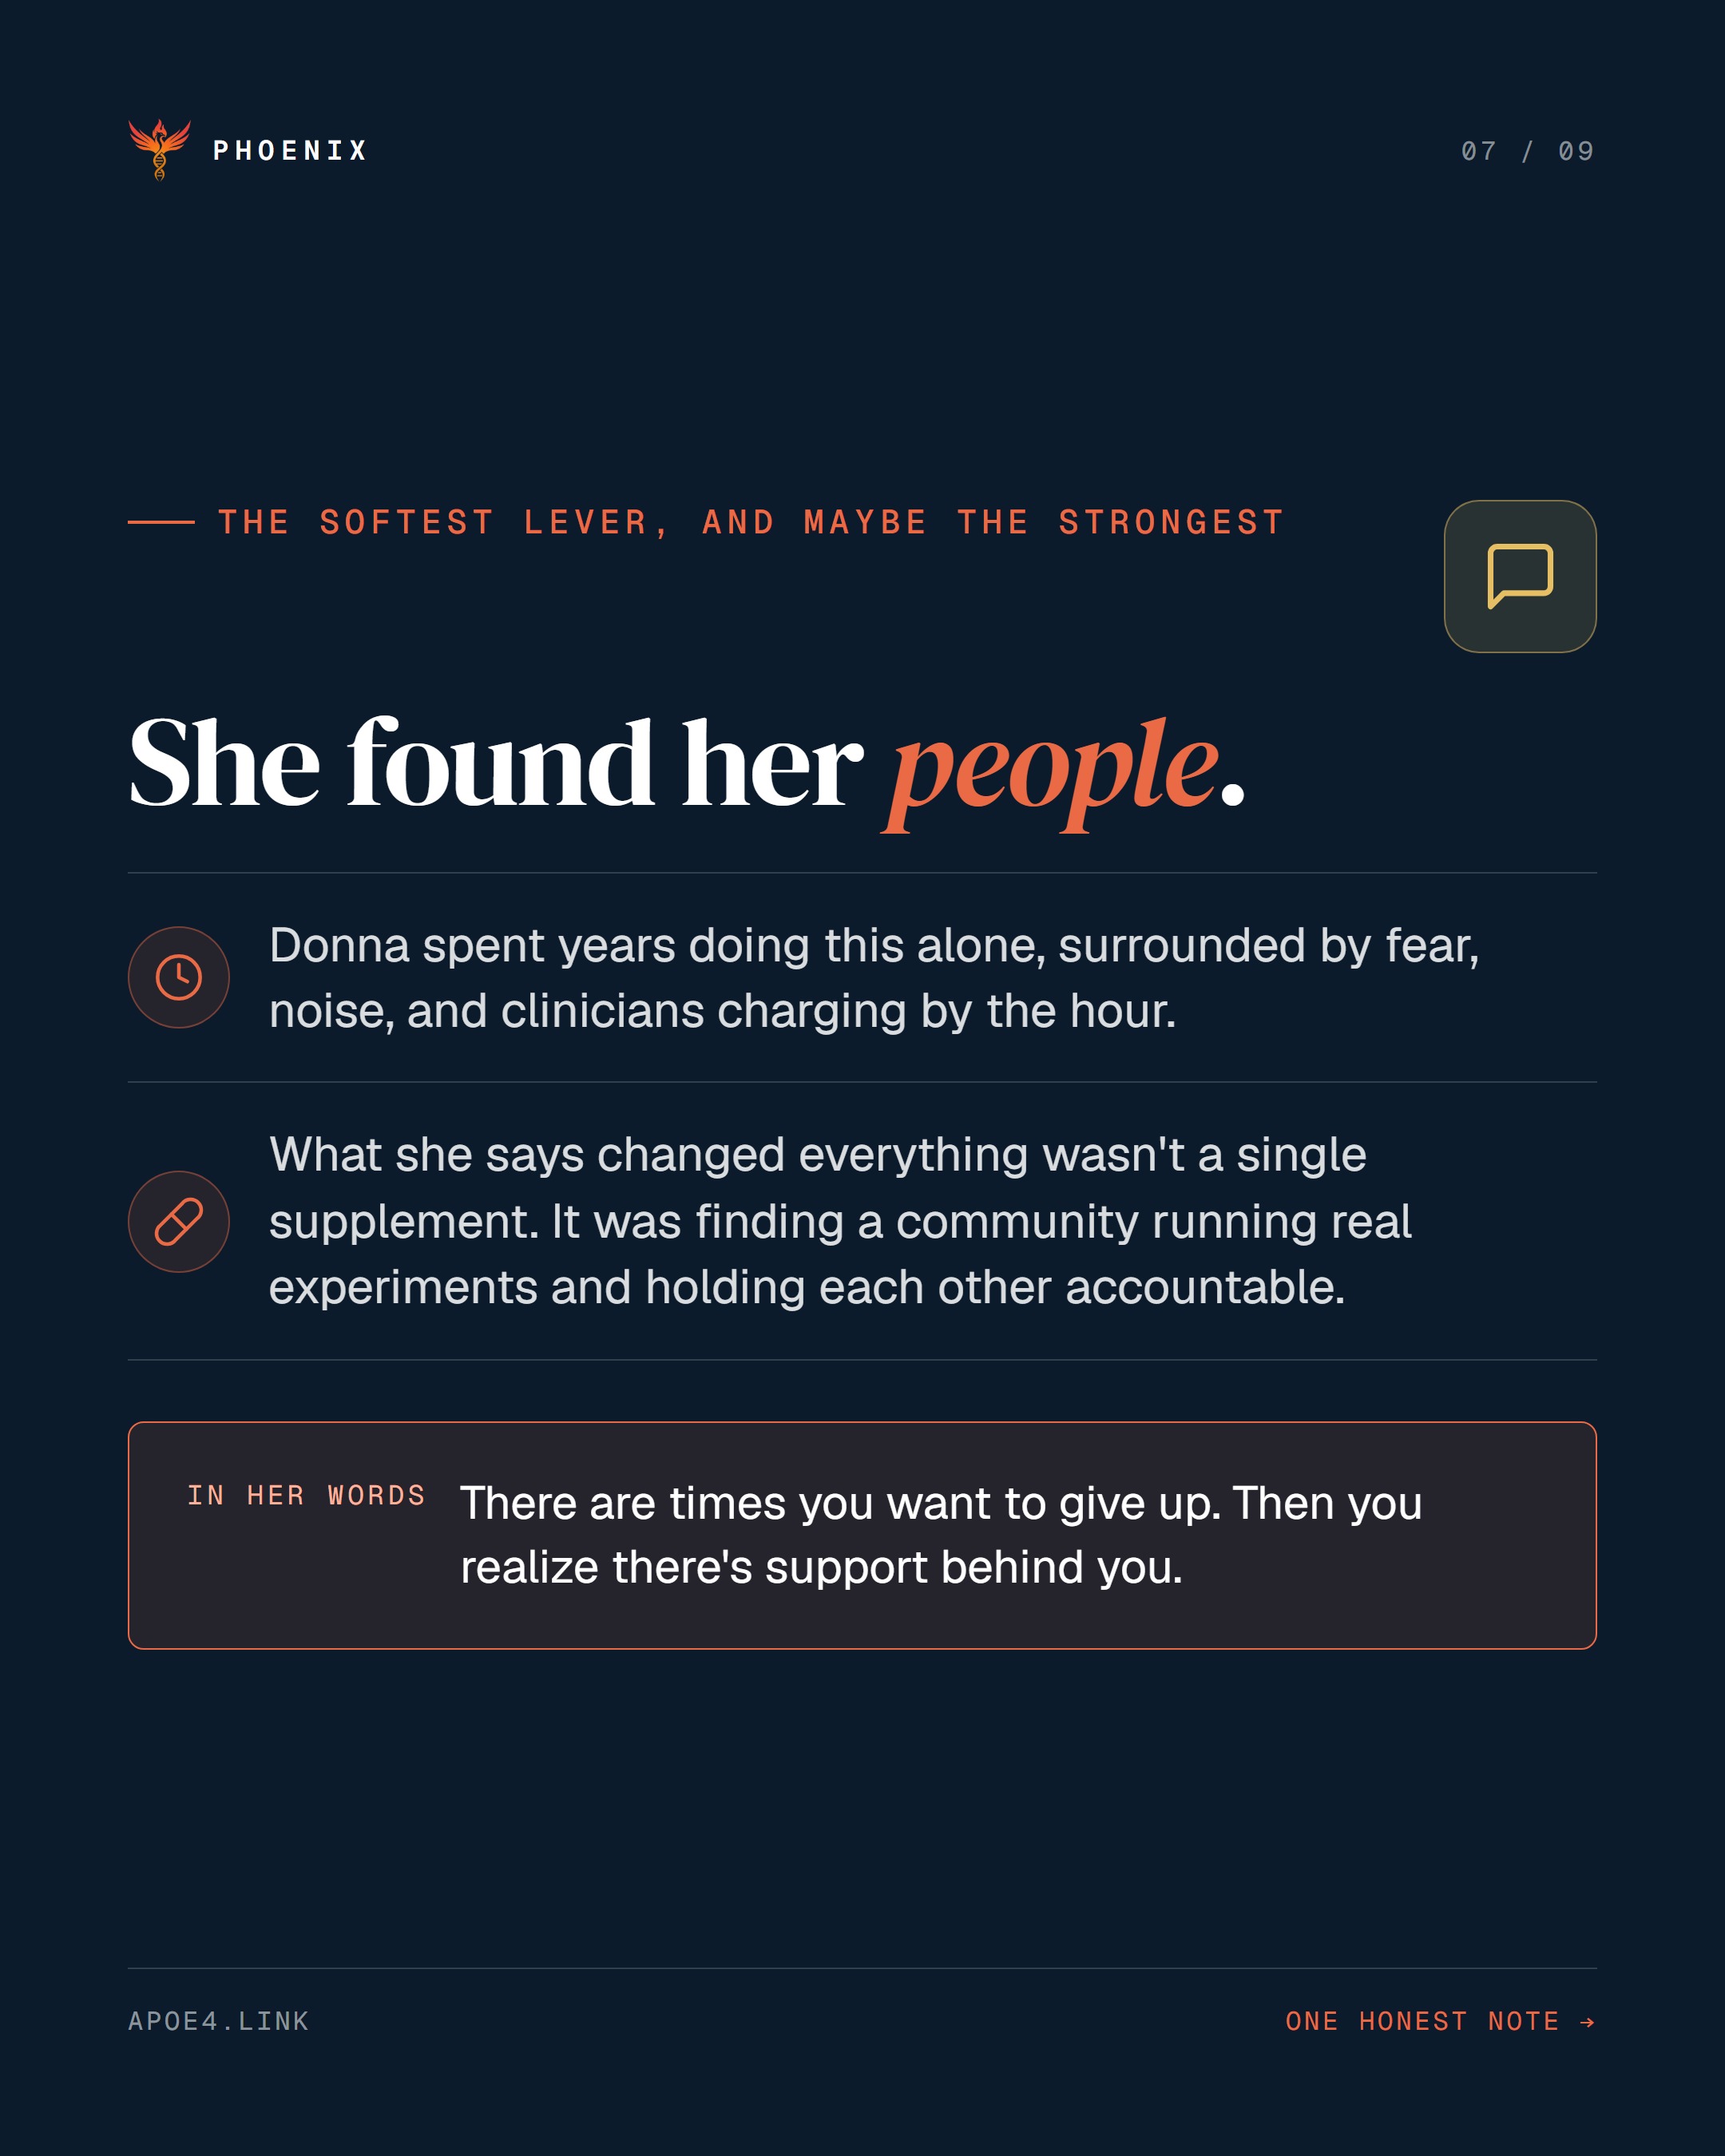 PHOENIX
07 / 09
THE SOFTEST LEVER, AND MAYBE THE STRONGEST
She found her people.
Donna spent years doing this alone, surrounded by fear,
noise, and clinicians charging by the hour.
What she says changed everything wasn't a single
supplement. It was finding a community running real
experiments and holding each other accountable.
IN HER WORDS
There are times you want to give up. Then you
realize there's support behind you.
APOE4.LINK
ONE HONEST NOTE →